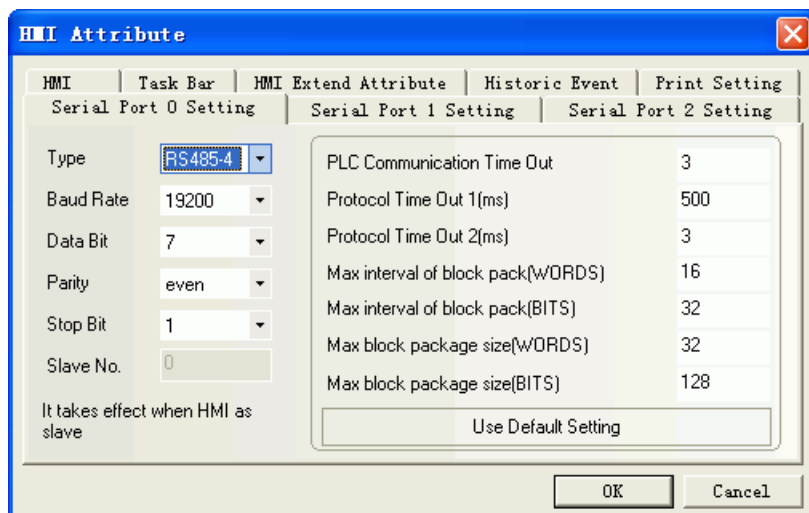 HMI Attribute
HMI
Task Bar
HMI Extend Attribute
Historic Event
Print Setting
Serial Port 0 Setting
Serial Port 1 Setting
Serial Port 2 Setting
Type
RS485-4
Baud Rate
19200
Data Bit
7
Parity
even
Stop Bit
1
Slave No.
0
It takes effect when HMI as
slave
PLC Communication Time Out
3
Protocol Time Out 1(ms)
500
Protocol Time Out 2(ms)
3
Max interval of block pack(WORDS)
16
Max interval of block pack(BITS)
32
Max block package size(WORDS)
32
Max block package size(BITS)
128
Use Default Setting
OK
Cancel